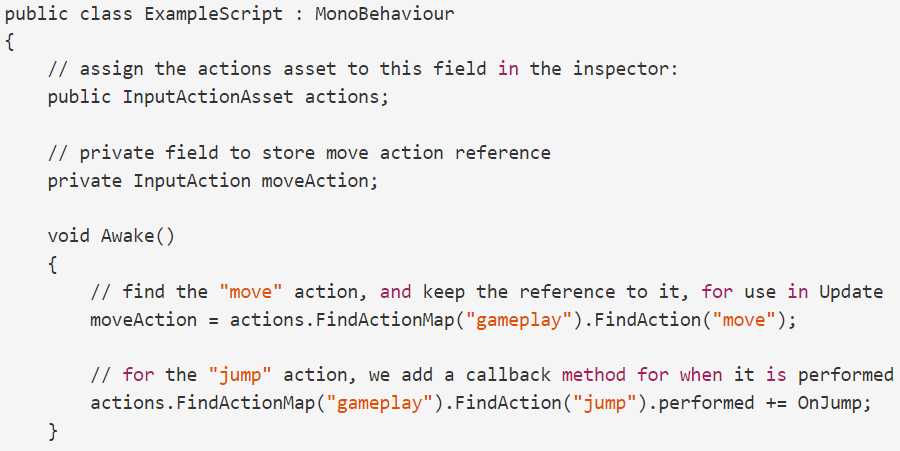 public class ExampleScript : MonoBehaviour
{
    // assign the actions asset to this field in the inspector:
    public InputActionAsset actions;

    // private field to store move action reference
    private InputAction moveAction;

    void Awake()
    {
        // find the "move" action, and keep the reference to it, for use in Update
        moveAction = actions.FindActionMap("gameplay").FindAction("move");

        // for the "jump" action, we add a callback method for when it is performed
        actions.FindActionMap("gameplay").FindAction("jump").performed += OnJump;
    }